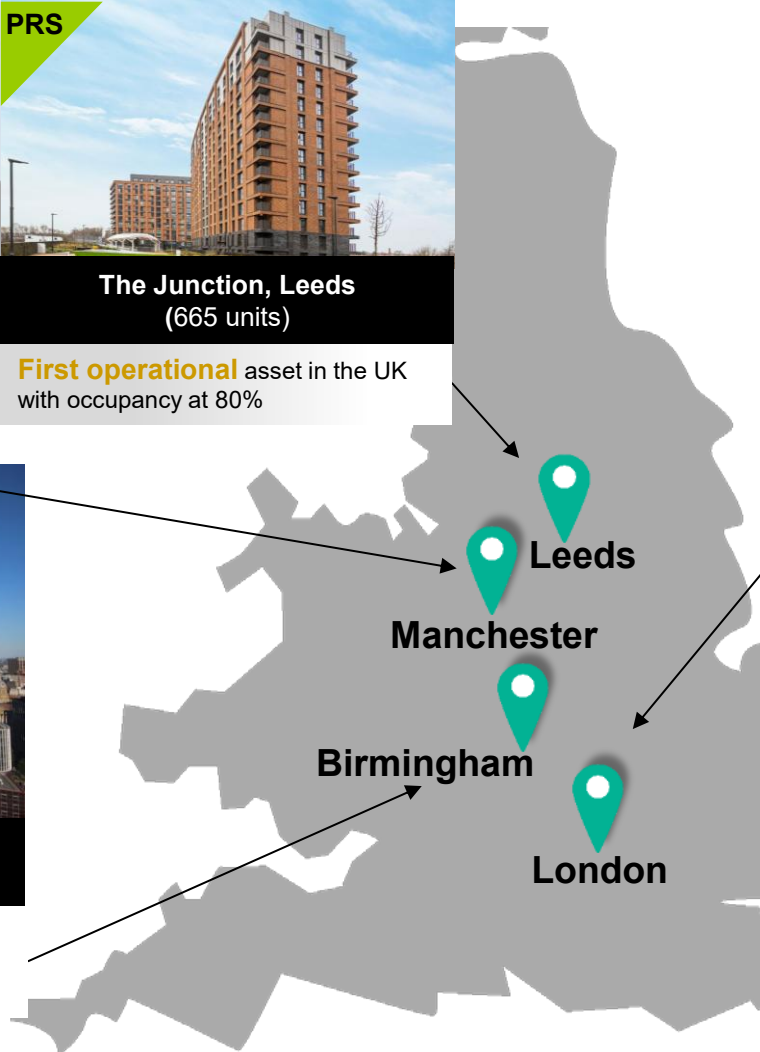 PRS
The Junction, Leeds
(665 units)
First operational asset in the UK
with occupancy at 80%
Leeds
Manchester
Birmingham
London